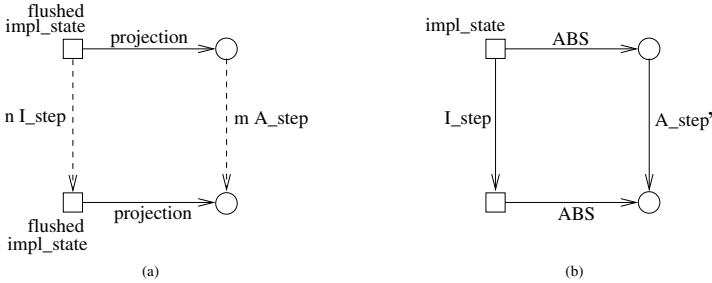 flushed
impl_state
projection
n I_step
m A_step
projection
flushed
impl_state
(a)
impl_state
ABS
I_step
A_step'
ABS
(b)